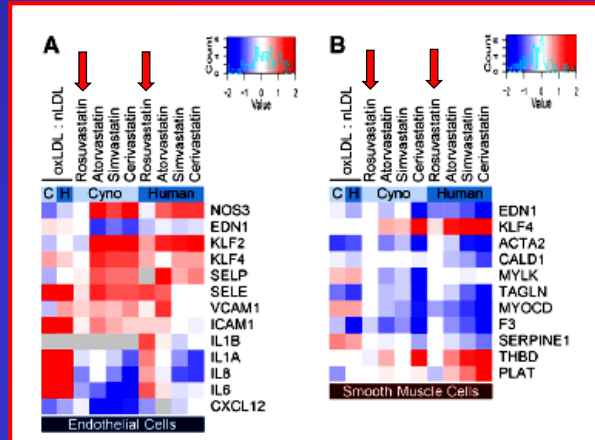 A
Count
-2 -1 0 1 2
Value
B
Count
-2 -1 0 1 2
Value
oxLDL : nLDL
Rosuvastatin
Atorvastatin
Simvastatin
Cerivastatin
Rosuvastatin
Atorvastatin
Simvastatin
Cerivastatin
C H Cyno Human
NOS3
EDN1
KLF2
KLF4
SELP
SELE
VCAM1
ICAM1
IL1B
IL1A
IL8
IL6
CXCL12
Endothelial Cells
oxLDL : nLDL
Rosuvastatin
Atorvastatin
Simvastatin
Cerivastatin
Rosuvastatin
Atorvastatin
Simvastatin
Cerivastatin
C H Cyno Human
EDN1
KLF4
ACTA2
CALD1
MYLK
TAGLN
MYOCD
F3
SERPINE1
THBD
PLAT
Smooth Muscle Cells